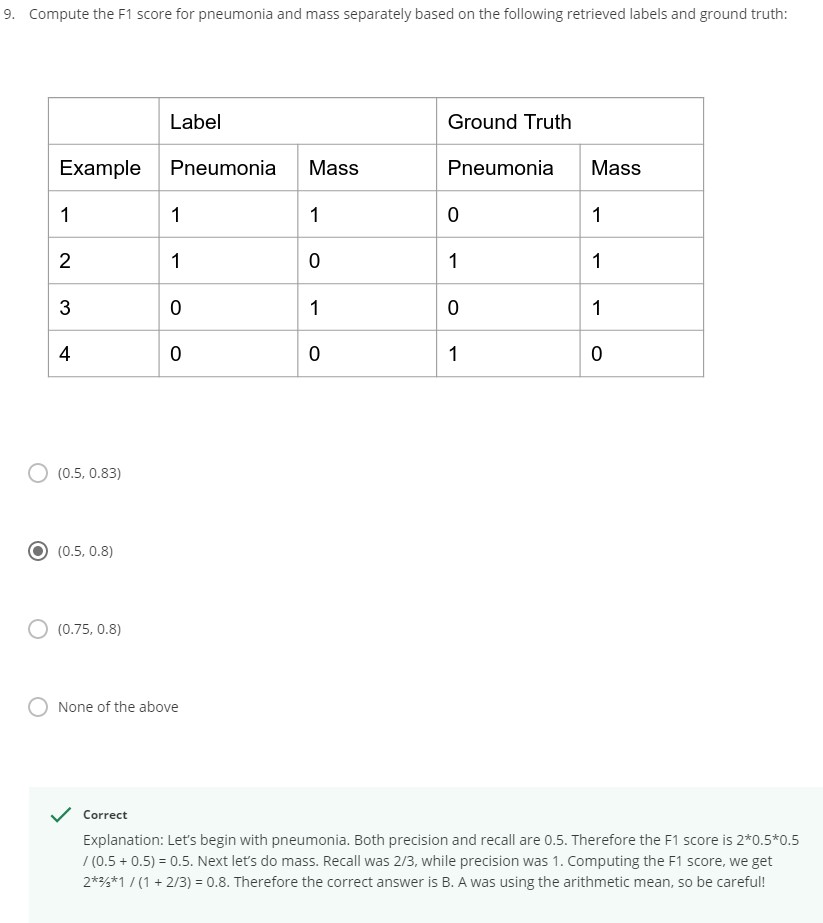 9. Compute the F1 score for pneumonia and mass separately based on the following retrieved labels and ground truth:
Label Ground Truth
Example Pneumonia Mass Pneumonia Mass
1 1 1 0 1
2 1 0 1 1
3 0 1 0 1
4 0 0 1 0
(0.5, 0.83)
(0.5, 0.8)
(0.75, 0.8)
None of the above
Correct
Explanation: Let's begin with pneumonia. Both precision and recall are 0.5. Therefore the F1 score is 2*0.5*0.5
/ (0.5 + 0.5) = 0.5. Next let's do mass. Recall was 2/3, while precision was 1. Computing the F1 score, we get
2*⅔*1 / (1 + 2/3) = 0.8. Therefore the correct answer is B. A was using the arithmetic mean, so be careful!